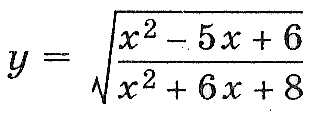 y = √((x² - 5x + 6)/(x² + 6x + 8))